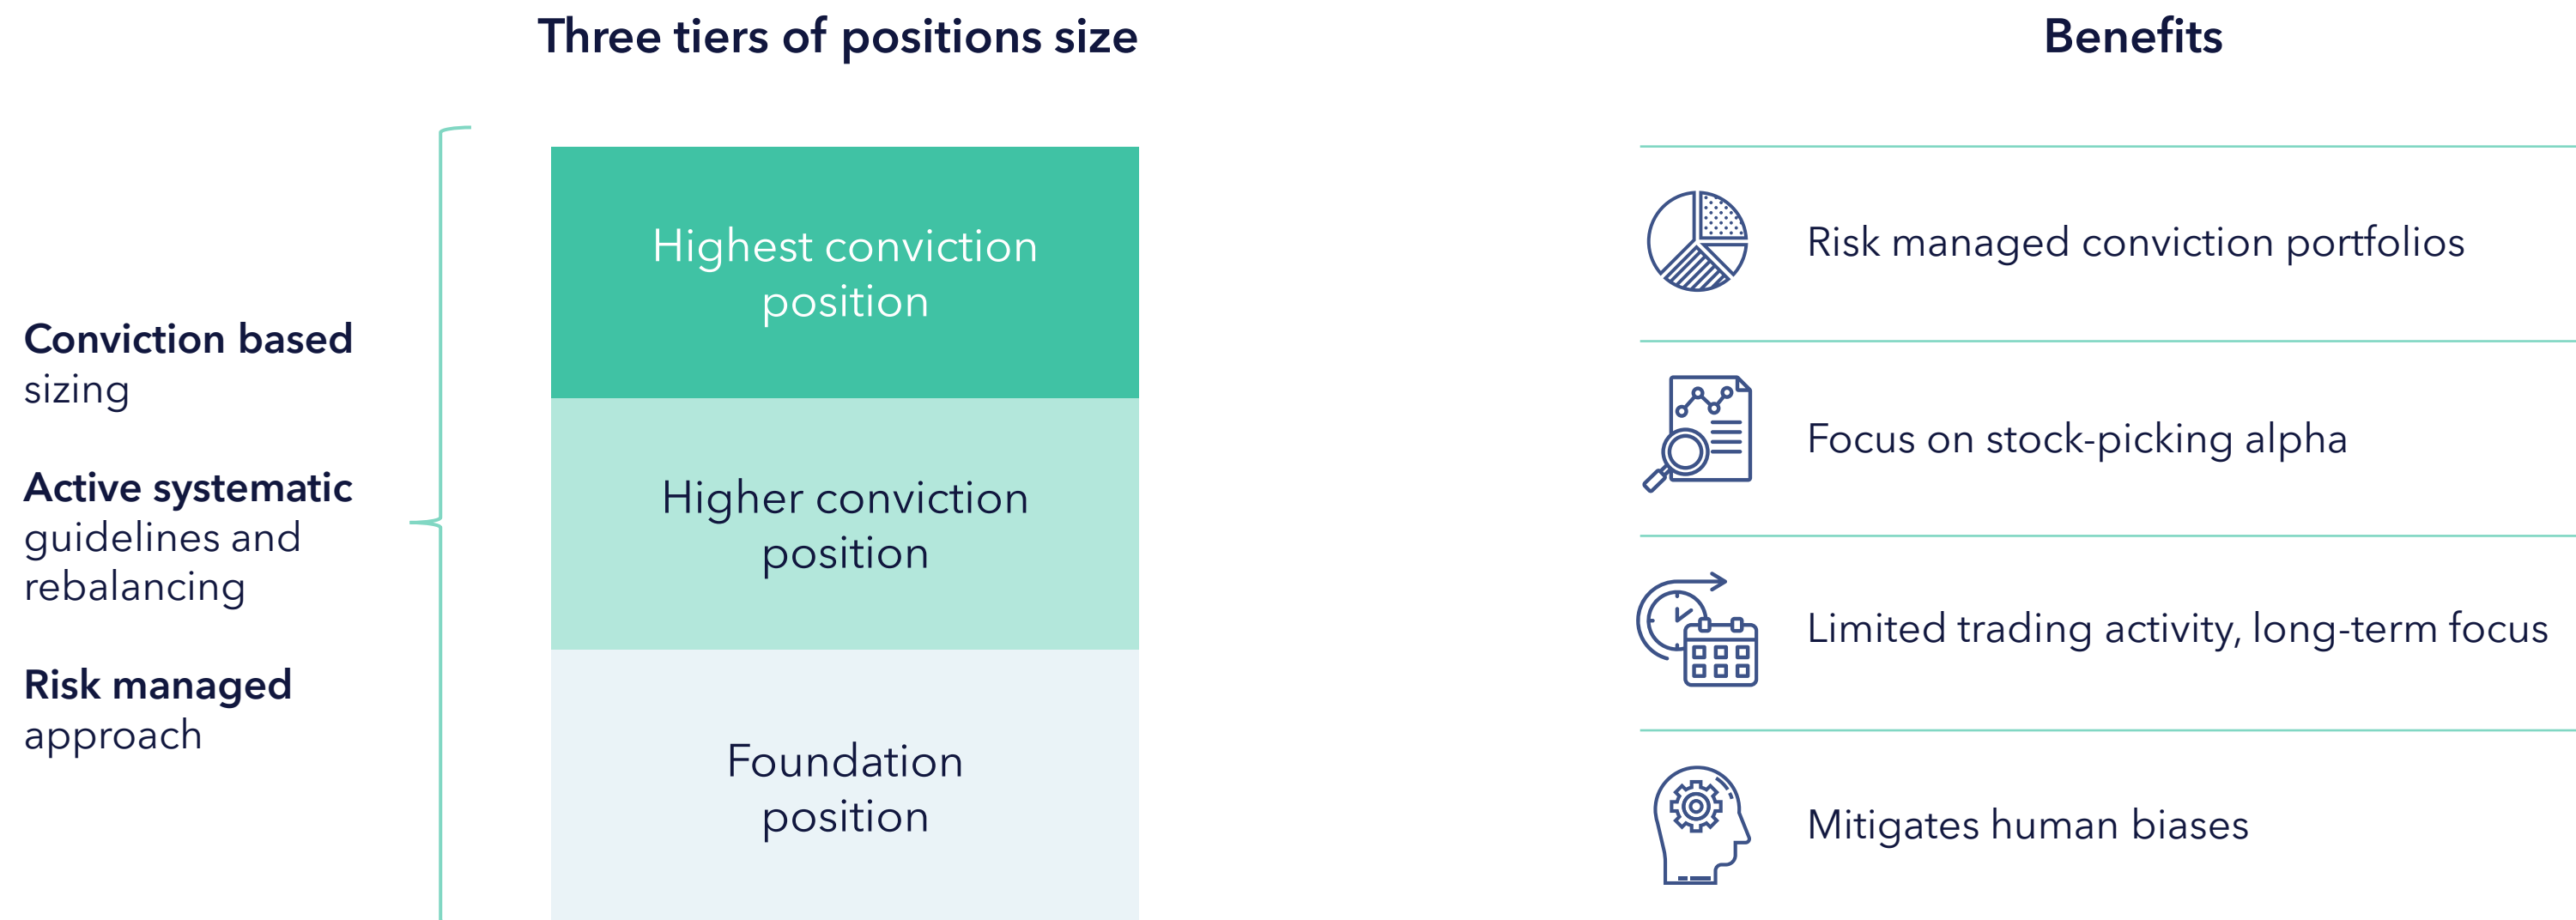 Three tiers of positions size
Benefits
Conviction based
sizing
Active systematic
guidelines and
rebalancing
Risk managed
approach
Highest conviction
position
Higher conviction
position
Foundation
position
Risk managed conviction portfolios
Focus on stock-picking alpha
Limited trading activity, long-term focus
Mitigates human biases